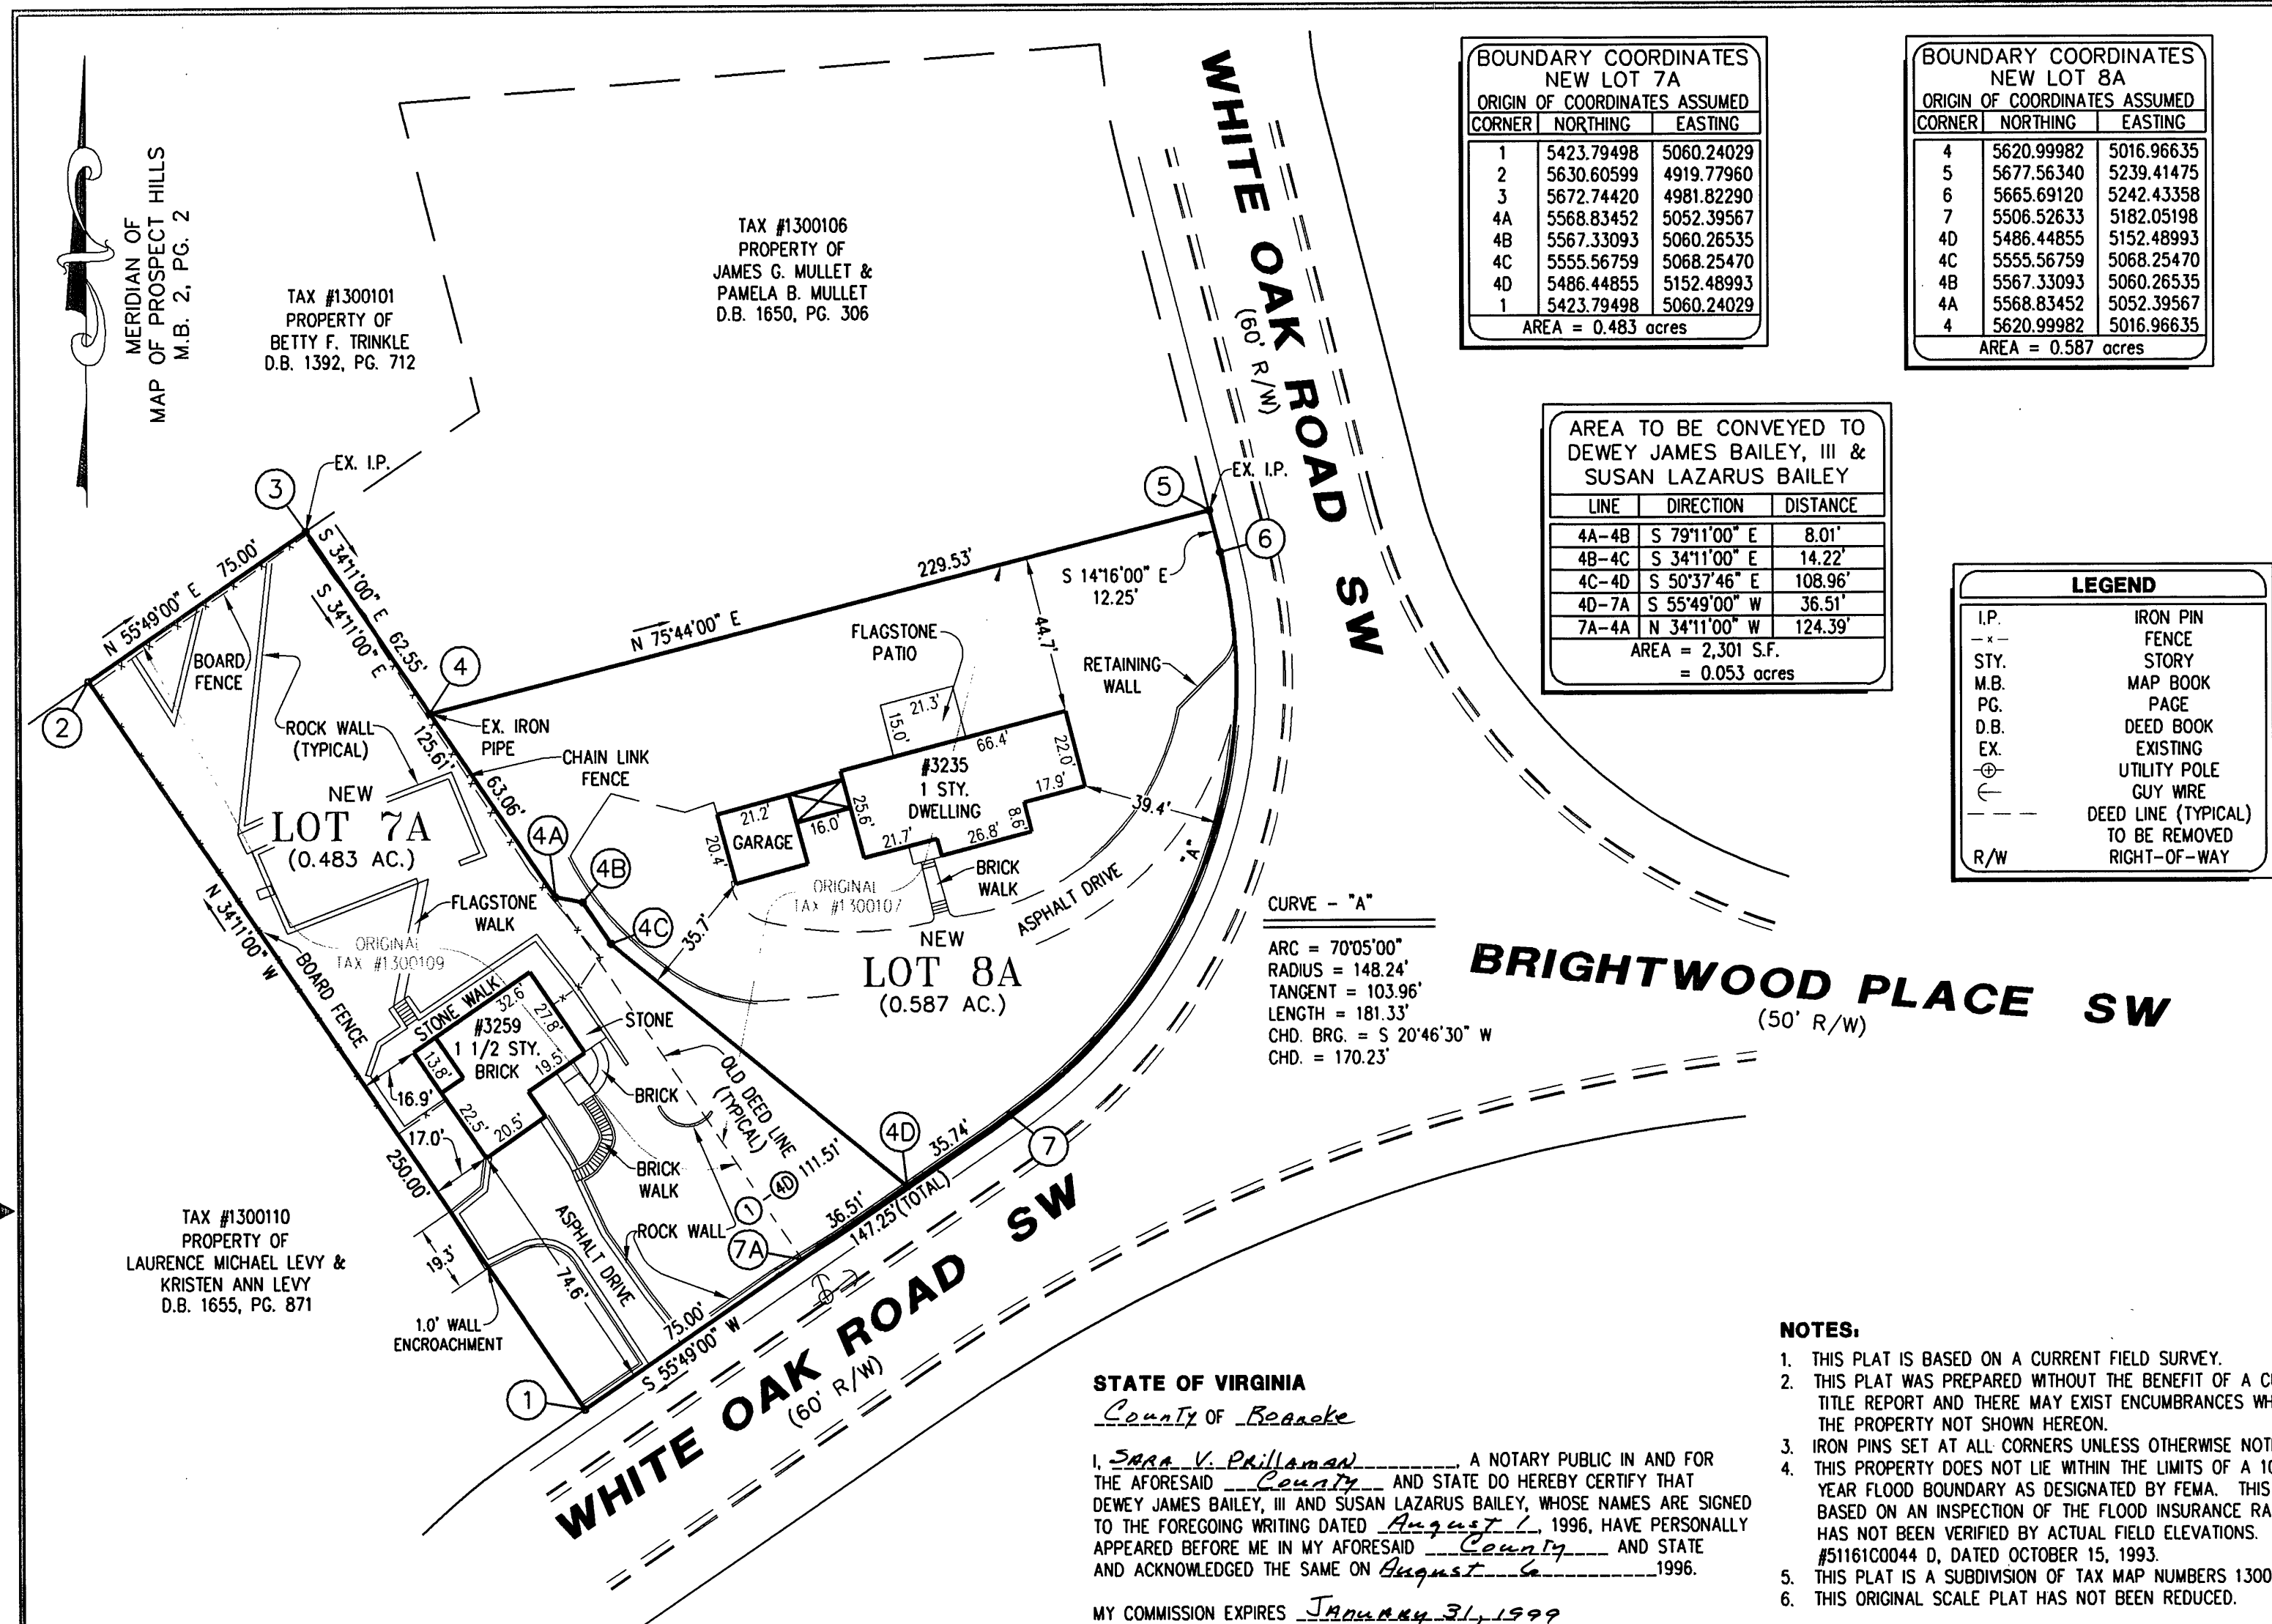 MERIDIAN OF
MAP OF PROSPECT HILLS
M.B. 2, PG. 2
TAX #1300101
PROPERTY OF
BETTY F. TRINKLE
D.B. 1392, PG. 712
TAX #1300106
PROPERTY OF
JAMES G. MULLET &
PAMELA B. MULLET
D.B. 1650, PG. 306
WHITE OAK ROAD SW
(60' R/W)
BOUNDARY COORDINATES
NEW LOT 7A
ORIGIN OF COORDINATES ASSUMED
CORNER NORTHING EASTING
1 5423.79498 5060.24029
2 5630.60599 4919.77960
3 5672.74420 4981.82290
4A 5568.83452 5052.39567
4B 5567.33093 5060.26535
4C 5555.56759 5068.25470
4D 5486.44855 5152.48993
1 5423.79498 5060.24029
AREA = 0.483 acres
BOUNDARY COORDINATES
NEW LOT 8A
ORIGIN OF COORDINATES ASSUMED
CORNER NORTHING EASTING
4 5620.99982 5016.96635
5 5677.56340 5239.41475
6 5665.69120 5242.43358
7 5506.52633 5182.05198
4D 5486.44855 5152.48993
4C 5555.56759 5068.25470
4B 5567.33093 5060.26535
4A 5568.83452 5052.39567
4 5620.99982 5016.96635
AREA = 0.587 acres
AREA TO BE CONVEYED TO
DEWEY JAMES BAILEY, III &
SUSAN LAZARUS BAILEY
LINE DIRECTION DISTANCE
4A-4B S 79°11'00" E 8.01'
4B-4C S 34°11'00" E 14.22'
4C-4D S 50°37'46" E 108.96'
4D-7A S 55°49'00" W 36.51'
7A-4A N 34°11'00" W 124.39'
AREA = 2,301 S.F.
= 0.053 acres
LEGEND
I.P. IRON PIN
-x- FENCE
STY. STORY
M.B. MAP BOOK
PG. PAGE
D.B. DEED BOOK
EX. EXISTING
UTILITY POLE
GUY WIRE
DEED LINE (TYPICAL)
TO BE REMOVED
R/W RIGHT-OF-WAY
3
EX. I.P.
5
EX. I.P.
6
S 14°16'00" E
12.25'
N 55°49'00" E 75.00'
S 34°11'00" E 62.55'
S 34°11'00" E
125.61'
63.06'
229.53'
N 75°44'00" E
44.7'
2
4
BOARD
FENCE
ROCK WALL
(TYPICAL)
EX. IRON
PIPE
CHAIN LINK
FENCE
FLAGSTONE
PATIO
RETAINING
WALL
21.3'
15.0'
66.4'
22.0'
17.9'
#3235
1 STY.
DWELLING
25.6'
21.7'
26.8'
8.6'
39.4'
21.2'
GARAGE
16.0'
20.4'
"A"
NEW
LOT 7A
(0.483 AC.)
4A
4B
4C
35.7'
ORIGINAL
TAX #1300107
BRICK
WALK
ASPHALT DRIVE
NEW
LOT 8A
(0.587 AC.)
FLAGSTONE
WALK
ORIGINAL
TAX #1300109
N 34°11'00" W
BOARD FENCE
250.00'
STONE WALK
32.6'
27.8'
#3259
1 1/2 STY.
BRICK
13.8'
19.5'
22.5'
20.5'
16.9'
17.0'
STONE
BRICK
OLD DEED LINE
(TYPICAL)
BRICK
WALK
ROCK WALL
1 - 4D 111.51'
4D
35.74'
7
36.51'
147.25' (TOTAL)
7A
75.00'
S 55°49'00" W
ASPHALT DRIVE
74.6'
19.3'
1.0' WALL
ENCROACHMENT
1
TAX #1300110
PROPERTY OF
LAURENCE MICHAEL LEVY &
KRISTEN ANN LEVY
D.B. 1655, PG. 871
WHITE OAK ROAD SW
(60' R/W)
CURVE - "A"
ARC = 70°05'00"
RADIUS = 148.24'
TANGENT = 103.96'
LENGTH = 181.33'
CHD. BRG. = S 20°46'30" W
CHD. = 170.23'
BRIGHTWOOD PLACE SW
(50' R/W)
STATE OF VIRGINIA
County OF Roanoke
I, SARA V. PRillAMAN, A NOTARY PUBLIC IN AND FOR
THE AFORESAID County AND STATE DO HEREBY CERTIFY THAT
DEWEY JAMES BAILEY, III AND SUSAN LAZARUS BAILEY, WHOSE NAMES ARE SIGNED
TO THE FOREGOING WRITING DATED August 1, 1996, HAVE PERSONALLY
APPEARED BEFORE ME IN MY AFORESAID County AND STATE
AND ACKNOWLEDGED THE SAME ON August 6 1996.
MY COMMISSION EXPIRES JANUARY 31, 1999
NOTES:
1. THIS PLAT IS BASED ON A CURRENT FIELD SURVEY.
2. THIS PLAT WAS PREPARED WITHOUT THE BENEFIT OF A
TITLE REPORT AND THERE MAY EXIST ENCUMBRANCES
THE PROPERTY NOT SHOWN HEREON.
3. IRON PINS SET AT ALL CORNERS UNLESS OTHERWISE
4. THIS PROPERTY DOES NOT LIE WITHIN THE LIMITS OF A
YEAR FLOOD BOUNDARY AS DESIGNATED BY FEMA. THIS
BASED ON AN INSPECTION OF THE FLOOD INSURANCE
HAS NOT BEEN VERIFIED BY ACTUAL FIELD ELEVATIONS.
#51161C0044 D, DATED OCTOBER 15, 1993.
5. THIS PLAT IS A SUBDIVISION OF TAX MAP NUMBERS 1300
6. THIS ORIGINAL SCALE PLAT HAS NOT BEEN REDUCED.